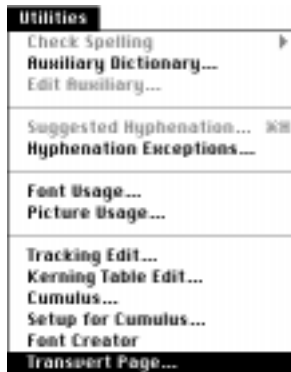 Utilities
Check Spelling
Auxiliary Dictionary...
Edit Auxiliary...
Suggested Hyphenation... ⌘H
Hyphenation Exceptions...
Font Usage...
Picture Usage...
Tracking Edit...
Kerning Table Edit...
Cumulus...
Setup for Cumulus...
Font Creator
Transvert Page...